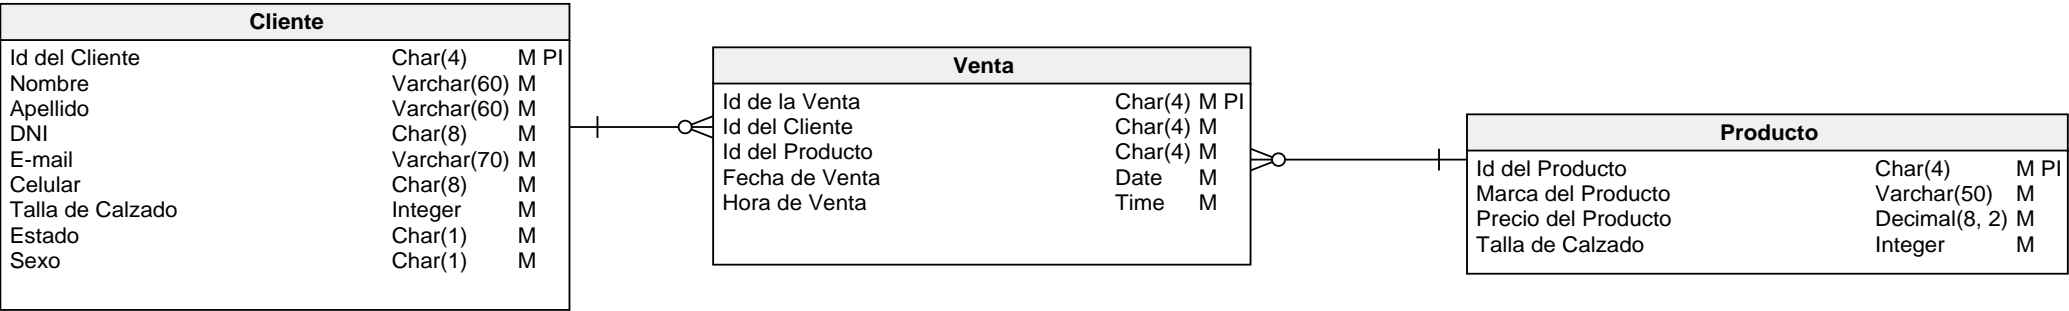 Cliente
Id del Cliente Char(4) M PI
Nombre Varchar(60) M
Apellido Varchar(60) M
DNI Char(8) M
E-mail Varchar(70) M
Celular Char(8) M
Talla de Calzado Integer M
Estado Char(1) M
Sexo Char(1) M
Venta
Id de la Venta Char(4) M PI
Id del Cliente Char(4) M
Id del Producto Char(4) M
Fecha de Venta Date M
Hora de Venta Time M
Producto
Id del Producto Char(4) M PI
Marca del Producto Varchar(50) M
Precio del Producto Decimal(8, 2) M
Talla de Calzado Integer M